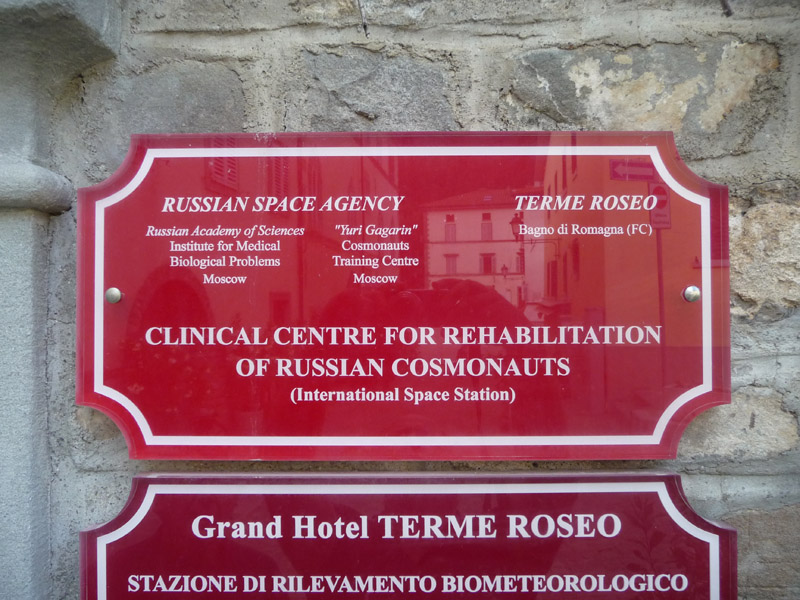 RUSSIAN SPACE AGENCY
Russian Academy of Sciences
Institute for Medical
Biological Problems
Moscow
"Yuri Gagarin"
Cosmonauts
Training Centre
Moscow
TERME ROSEO
Bagno di Romagna (FC)
CLINICAL CENTRE FOR REHABILITATION
OF RUSSIAN COSMONAUTS
(International Space Station)
Grand Hotel TERME ROSEO
STAZIONE DI RILEVAMENTO BIOMETEOROLOGICO